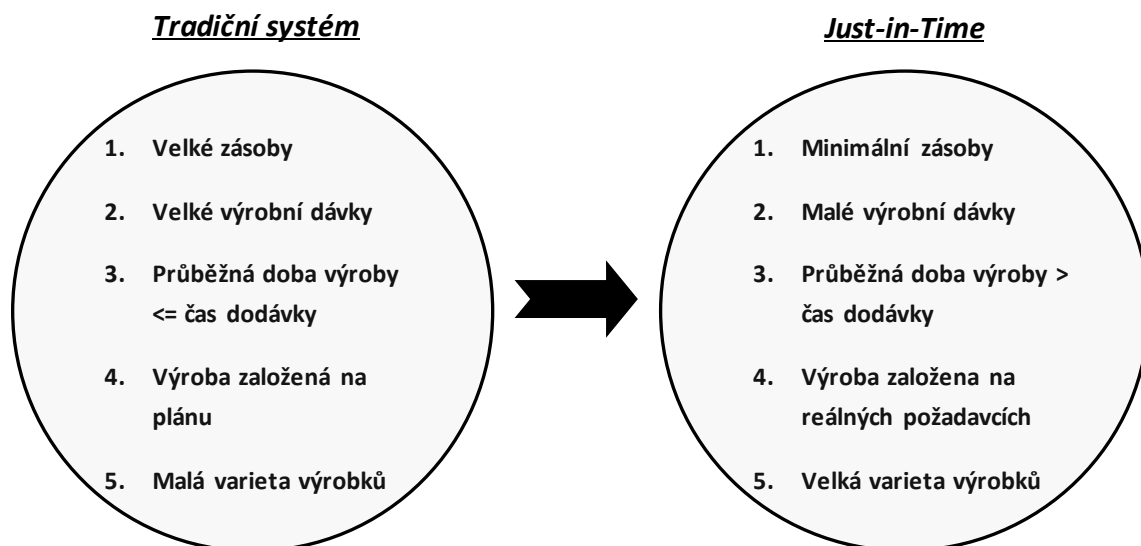 Tradiční systém
1. Velké zásoby
2. Velké výrobní dávky
3. Průběžná doba výroby
<= čas dodávky
4. Výroba založená na
plánu
5. Malá varieta výrobků
Just-in-Time
1. Minimální zásoby
2. Malé výrobní dávky
3. Průběžná doba výroby >
čas dodávky
4. Výroba založena na
reálných požadavcích
5. Velká varieta výrobků